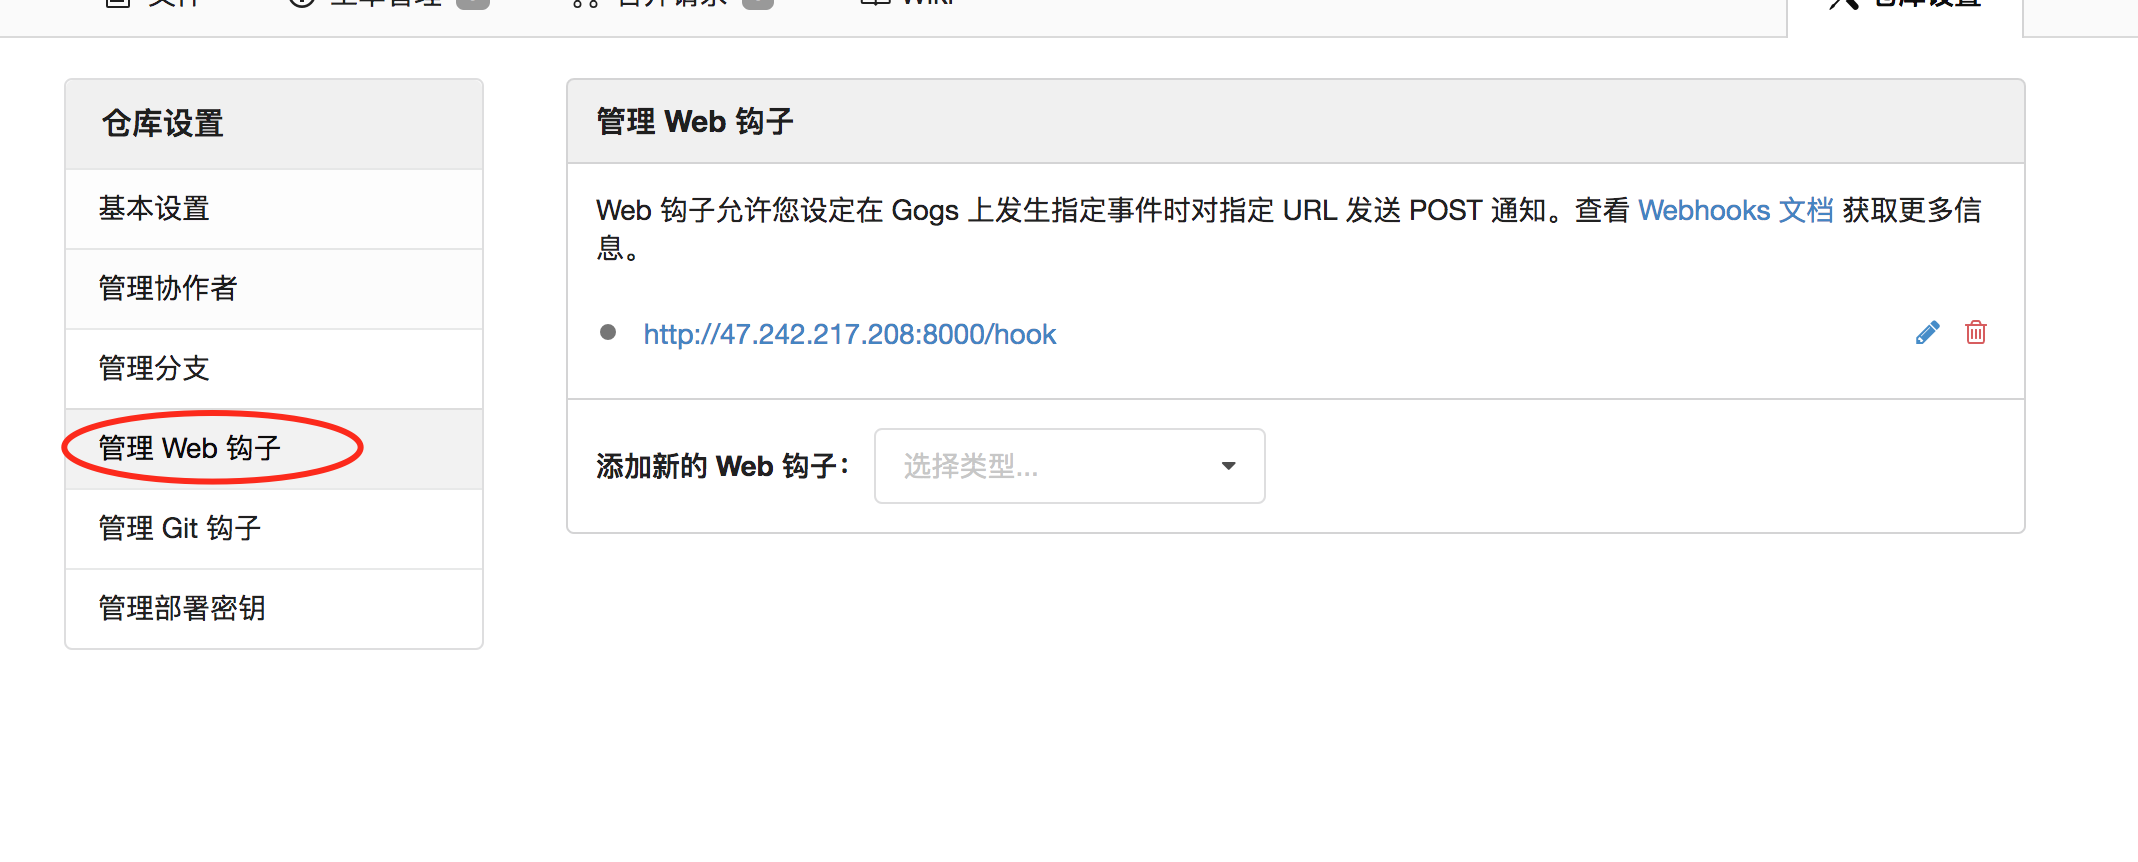 Wiki
仓库设置
仓库设置
基本设置
管理协作者
管理分支
管理 Web 钩子
管理 Git 钩子
管理部署密钥
管理 Web 钩子
Web 钩子允许您设定在 Gogs 上发生指定事件时对指定 URL 发送 POST 通知。查看 Webhooks 文档 获取更多信
息。
http://47.242.217.208:8000/hook
添加新的 Web 钩子：
选择类型...